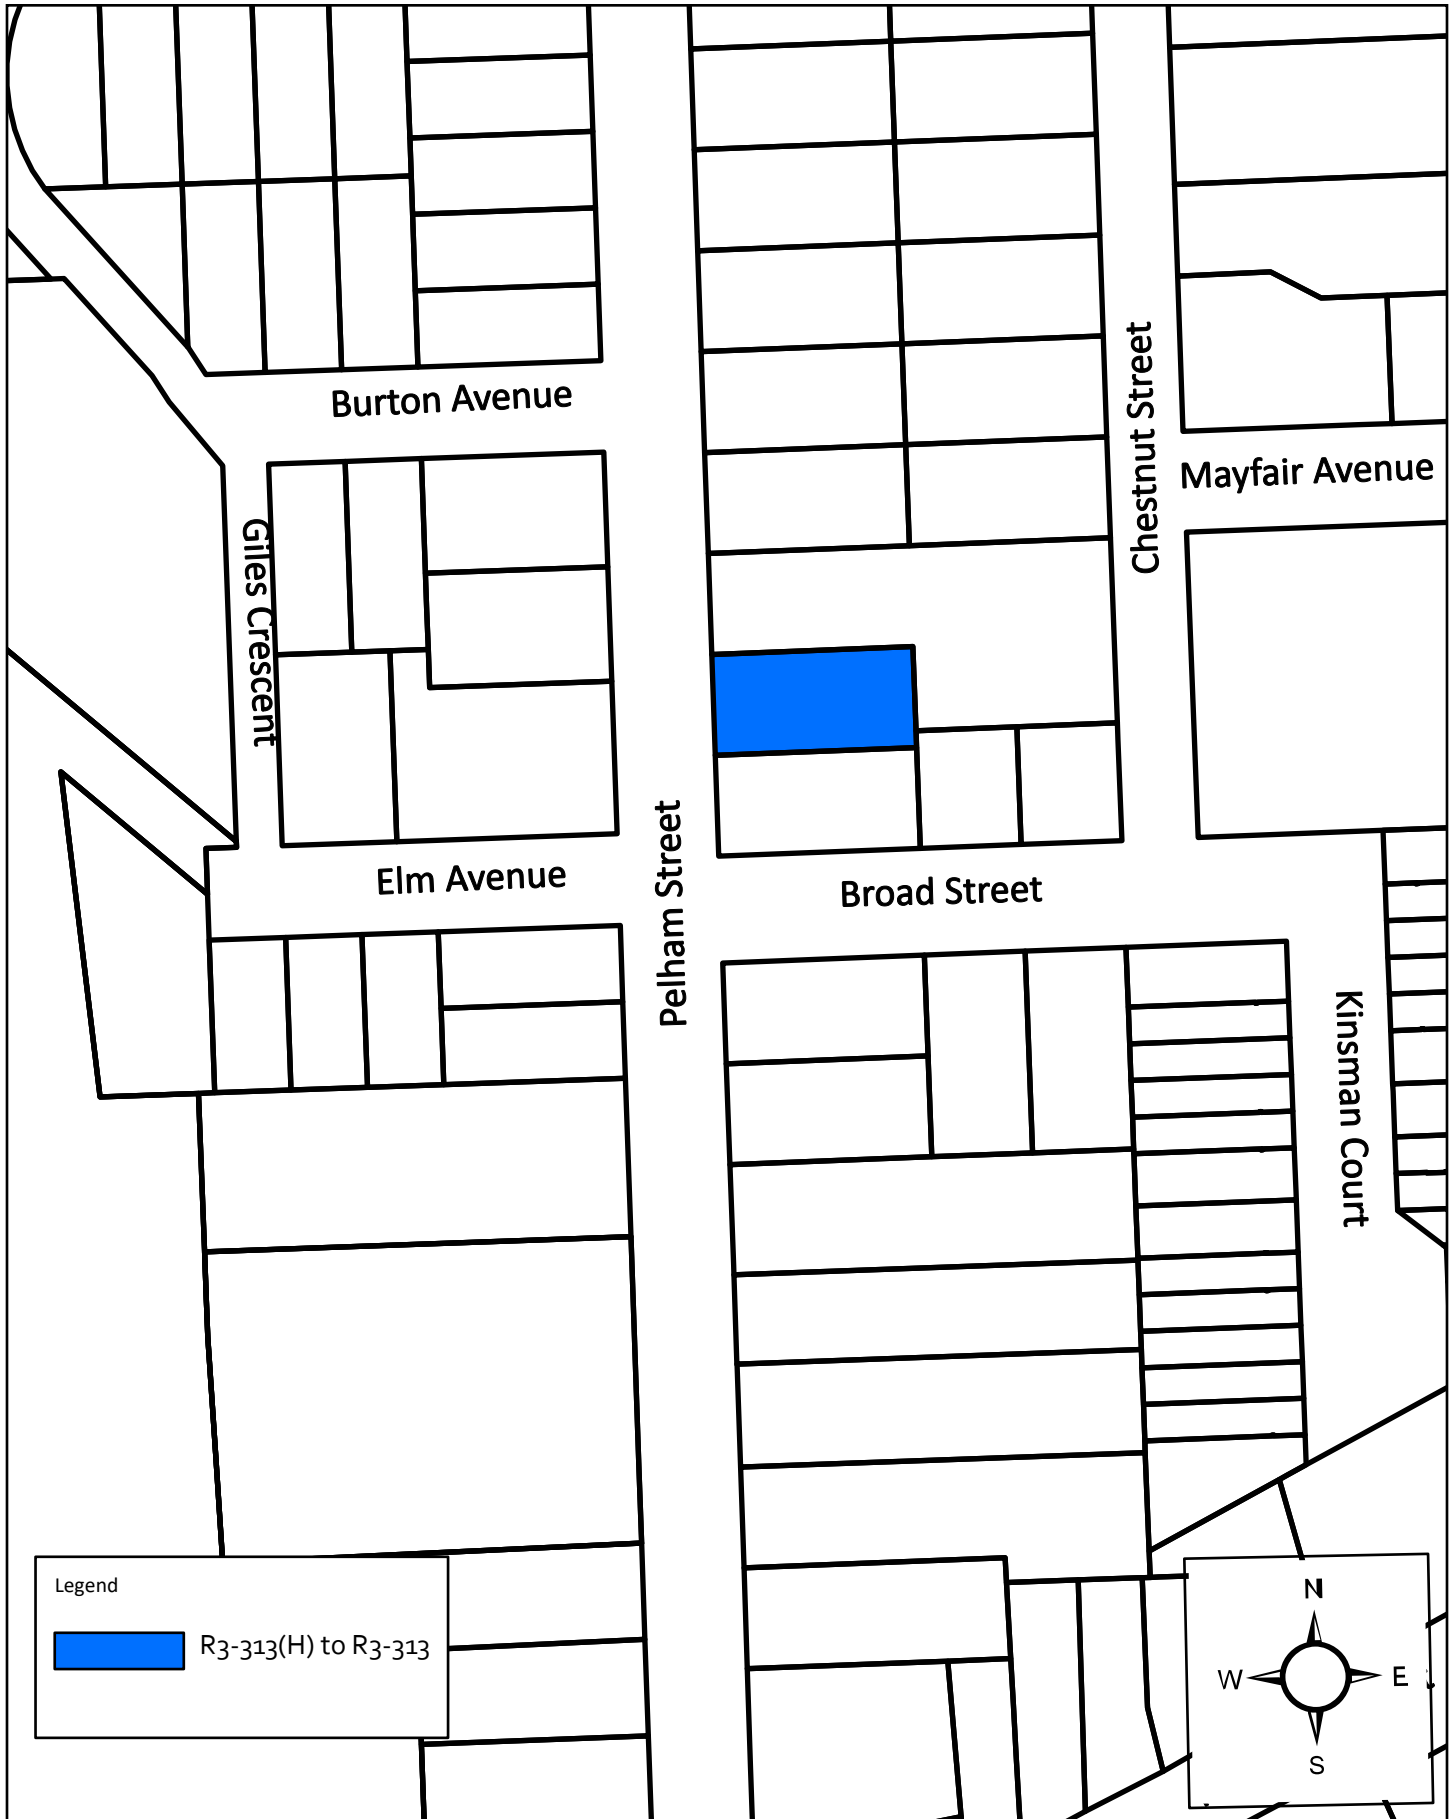 Burton Avenue
Chestnut Street
Mayfair Avenue
Giles Crescent
Pelham Street
Elm Avenue
Broad Street
Kinsman Court
Legend
R3-313(H) to R3-313
N
W
E
S